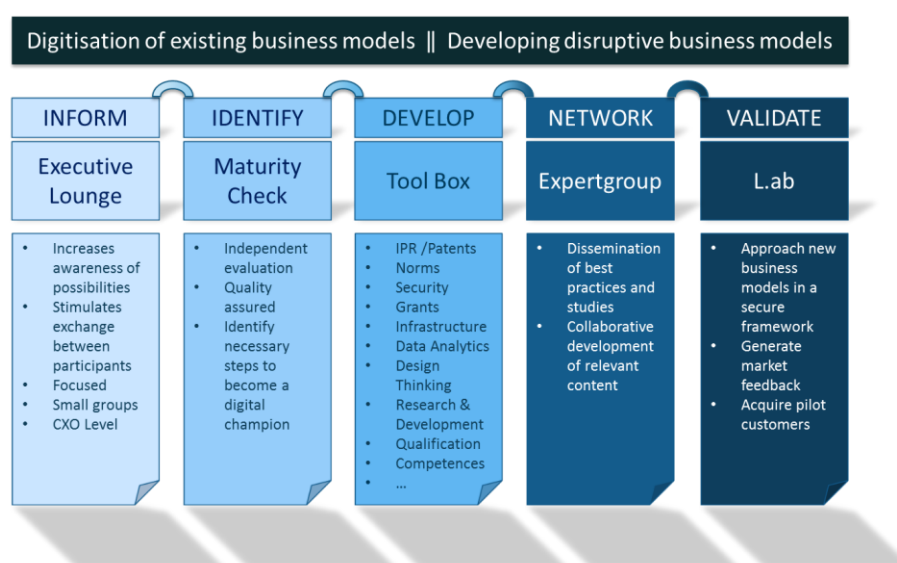 Digitisation of existing business models || Developing disruptive business models
INFORM
Executive
Lounge
• Increases
awareness of
possibilities
• Stimulates
exchange
between
participants
• Focused
• Small groups
• CXO Level
IDENTIFY
Maturity
Check
• Independent
evaluation
• Quality
assured
• Identify
necessary
steps to
become a
digital
champion
DEVELOP
Tool Box
• IPR /Patents
• Norms
• Security
• Grants
• Infrastructure
• Data Analytics
• Design
Thinking
• Research &
Development
• Qualification
• Competences
• ...
NETWORK
Expertgroup
• Dissemination
of best
practices and
studies
• Collaborative
development
of relevant
content
VALIDATE
L.ab
• Approach new
business
models in a
secure
framework
• Generate
market
feedback
• Acquire pilot
customers